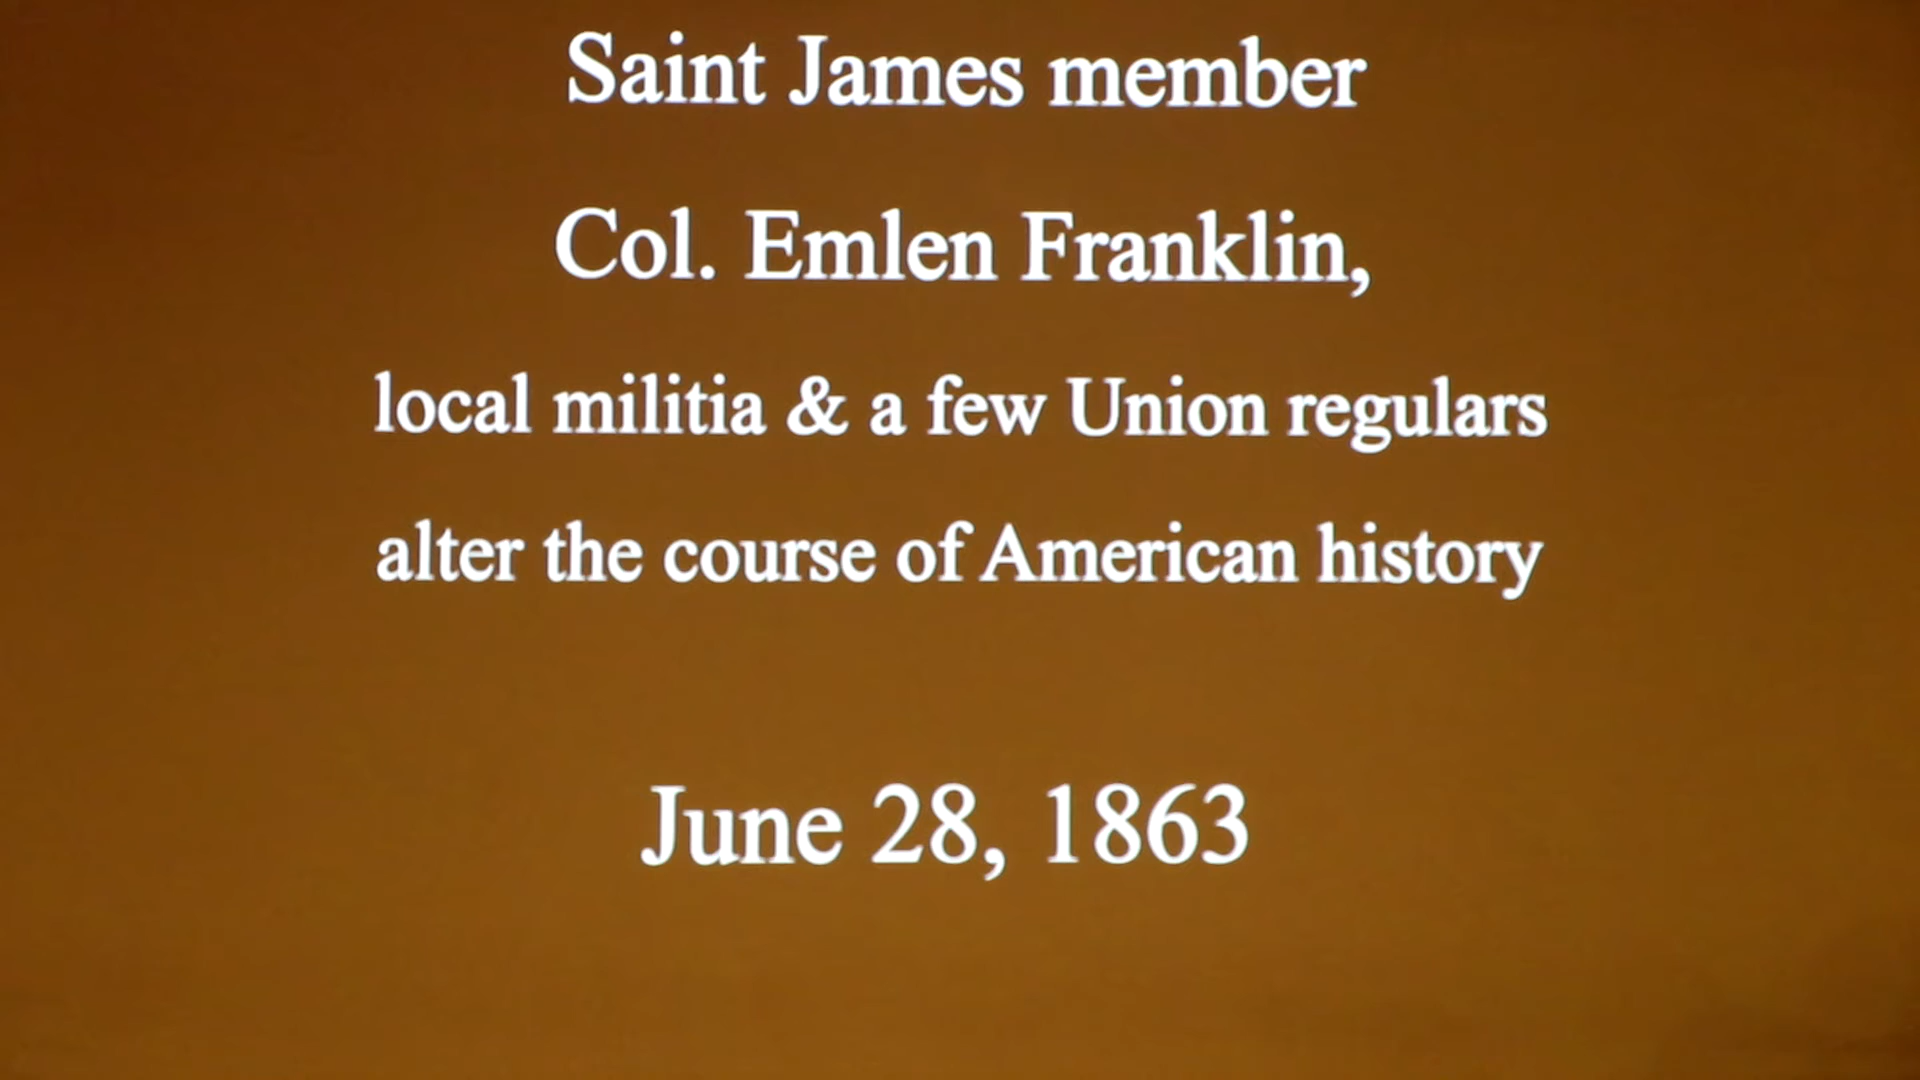 Saint James member
Col. Emlen Franklin,
local militia & a few Union regulars
alter the course of American history
June 28, 1863